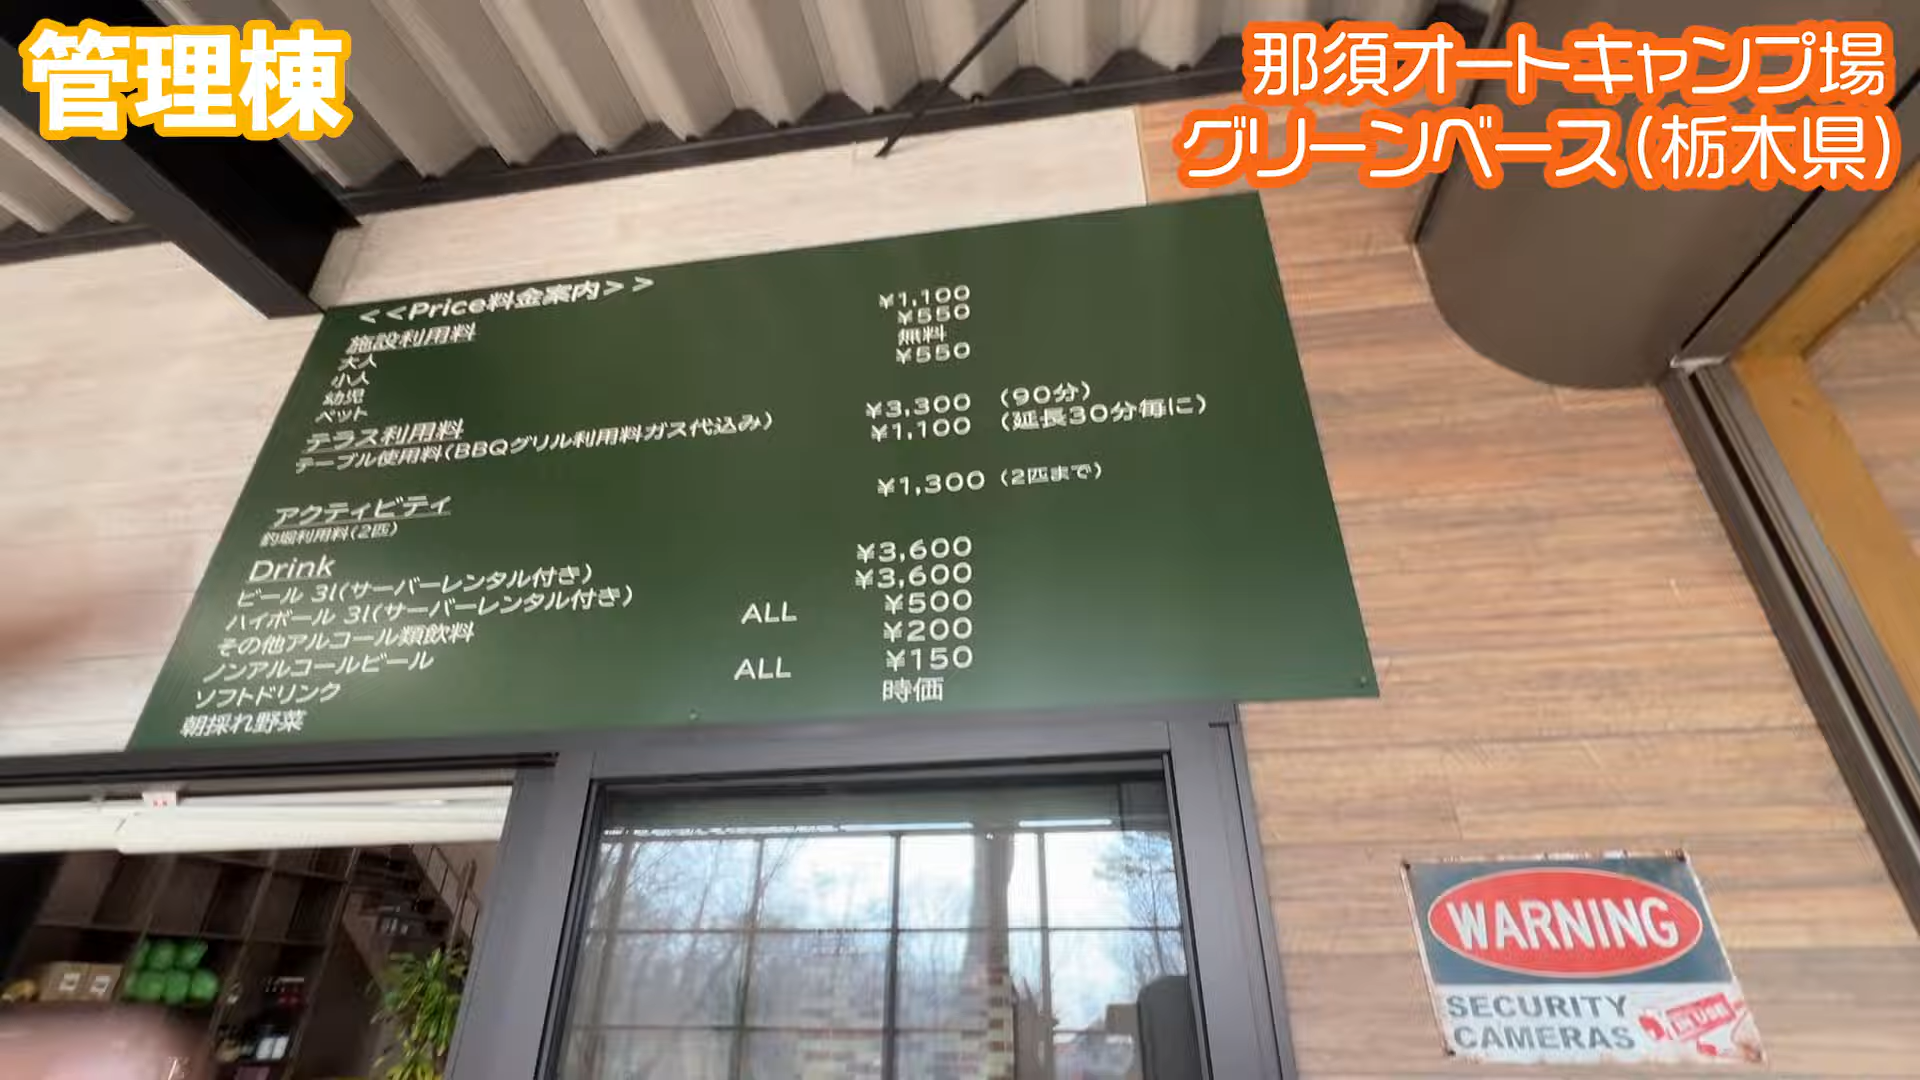 管理棟
那須オートキャンプ場
グリーンベース(栃木県)
<<Price料金案内>>
施設利用料
大人 ¥1,100
小人 ¥550
幼児 無料
ペット ¥550
テラス利用料
テーブル使用料(BBQグリル利用料ガス代込み) ¥3,300 (90分)
¥1,100 (延長30分毎に)
アクティビティ
釣堀利用料(2匹) ¥1,300 (2匹まで)
Drink
ビール 3l(サーバーレンタル付き) ¥3,600
ハイボール 3l(サーバーレンタル付き) ¥3,600
その他アルコール類飲料 ALL ¥500
ノンアルコールビール ¥200
ソフトドリンク ALL ¥150
朝採れ野菜 時価
WARNING
SECURITY
CAMERAS
IN USE